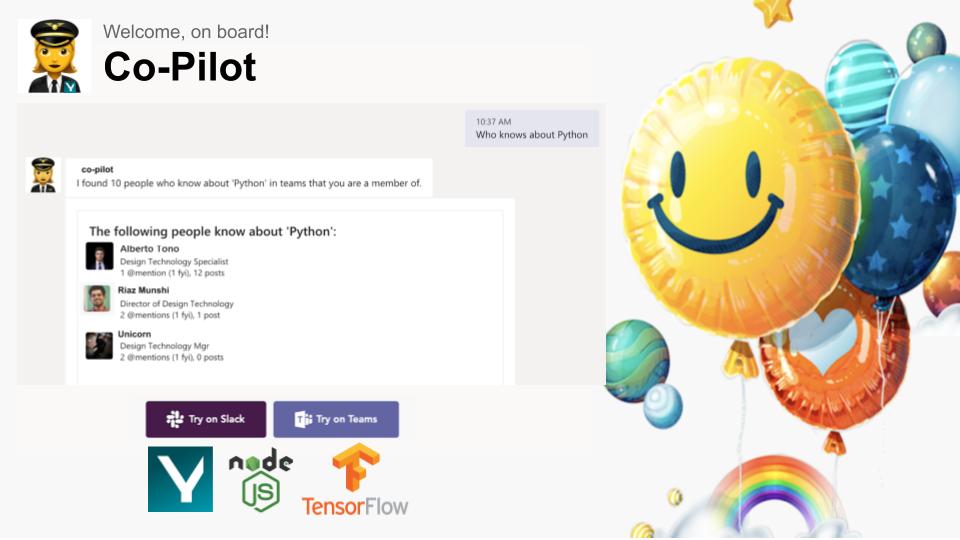 Welcome, on board!
Co-Pilot
10:37 AM
Who knows about Python
co-pilot
I found 10 people who know about 'Python' in teams that you are a member of.
The following people know about 'Python':
Alberto Tono
Design Technology Specialist
1 @mention (1 fyi), 12 posts
Riaz Munshi
Director of Design Technology
2 @mentions (1 fyi), 1 post
Unicorn
Design Technology Mgr
2 @mentions (1 fyi), 0 posts
Try on Slack
Try on Teams
Y
node
JS
TensorFlow